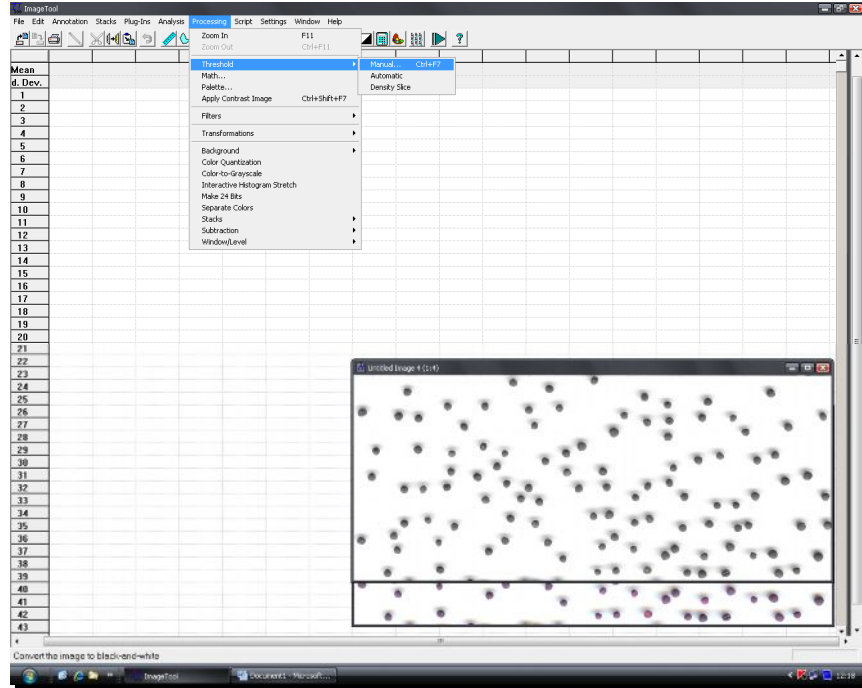 ImageTool
File Edit Annotation Stacks Plug-Ins Analysis Processing Script Settings Window Help
Zoom In F11
Zoom Out Ctrl+F11
Threshold
Math...
Palette...
Apply Contrast Image Ctrl+Shift+F7
Filters
Transformations
Background
Color Quantization
Color-to-Grayscale
Interactive Histogram Stretch
Make 24 Bits
Separate Colors
Stacks
Subtraction
Window/Level
Manual... Ctrl+F7
Automatic
Density Slice
Mean
d. Dev.
1
2
3
4
5
6
7
8
9
10
11
12
13
14
15
16
17
18
19
20
21
22
23
24
25
26
27
28
29
30
31
32
33
34
35
36
37
38
39
40
41
42
43
Untitled Image 4 (1:4)
Convert the image to black-and-white
ImageTool
Document1 - Microsoft...
12:18